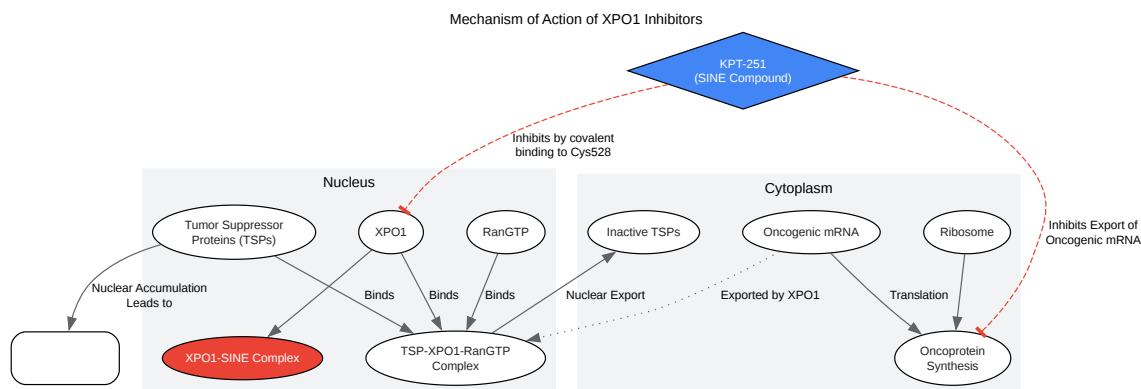 Mechanism of Action of XPO1 Inhibitors
KPT-251
(SINE Compound)
Inhibits by covalent
binding to Cys528
Nucleus
Cytoplasm
Tumor Suppressor
Proteins (TSPs)
XPO1
RanGTP
Inactive TSPs
Oncogenic mRNA
Ribosome
Inhibits Export of
Oncogenic mRNA
Nuclear Accumulation
Leads to
Binds
Binds
Binds
Nuclear Export
Exported by XPO1
Translation
XPO1-SINE Complex
TSP-XPO1-RanGTP
Complex
Oncoprotein
Synthesis